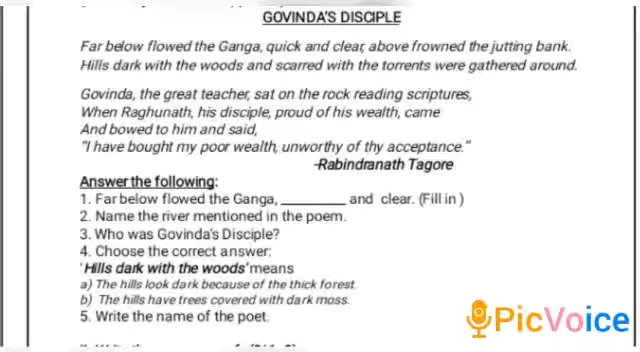 GOVINDA'S DISCIPLE
Far below flowed the Ganga, quick and clear, above frowned the jutting bank.
Hills dark with the woods and scarred with the torrents were gathered around.
Govinda, the great teacher, sat on the rock reading scriptures,
When Raghunath, his disciple, proud of his wealth, came
And bowed to him and said,
"I have bought my poor wealth, unworthy of thy acceptance."
-Rabindranath Tagore
Answer the following:
1. Far below flowed the Ganga, __________ and clear. (Fill in )
2. Name the river mentioned in the poem.
3. Who was Govinda's Disciple?
4. Choose the correct answer:
'Hills dark with the woods' means
a) The hills look dark because of the thick forest.
b) The hills have trees covered with dark moss.
5. Write the name of the poet.
PicVoice